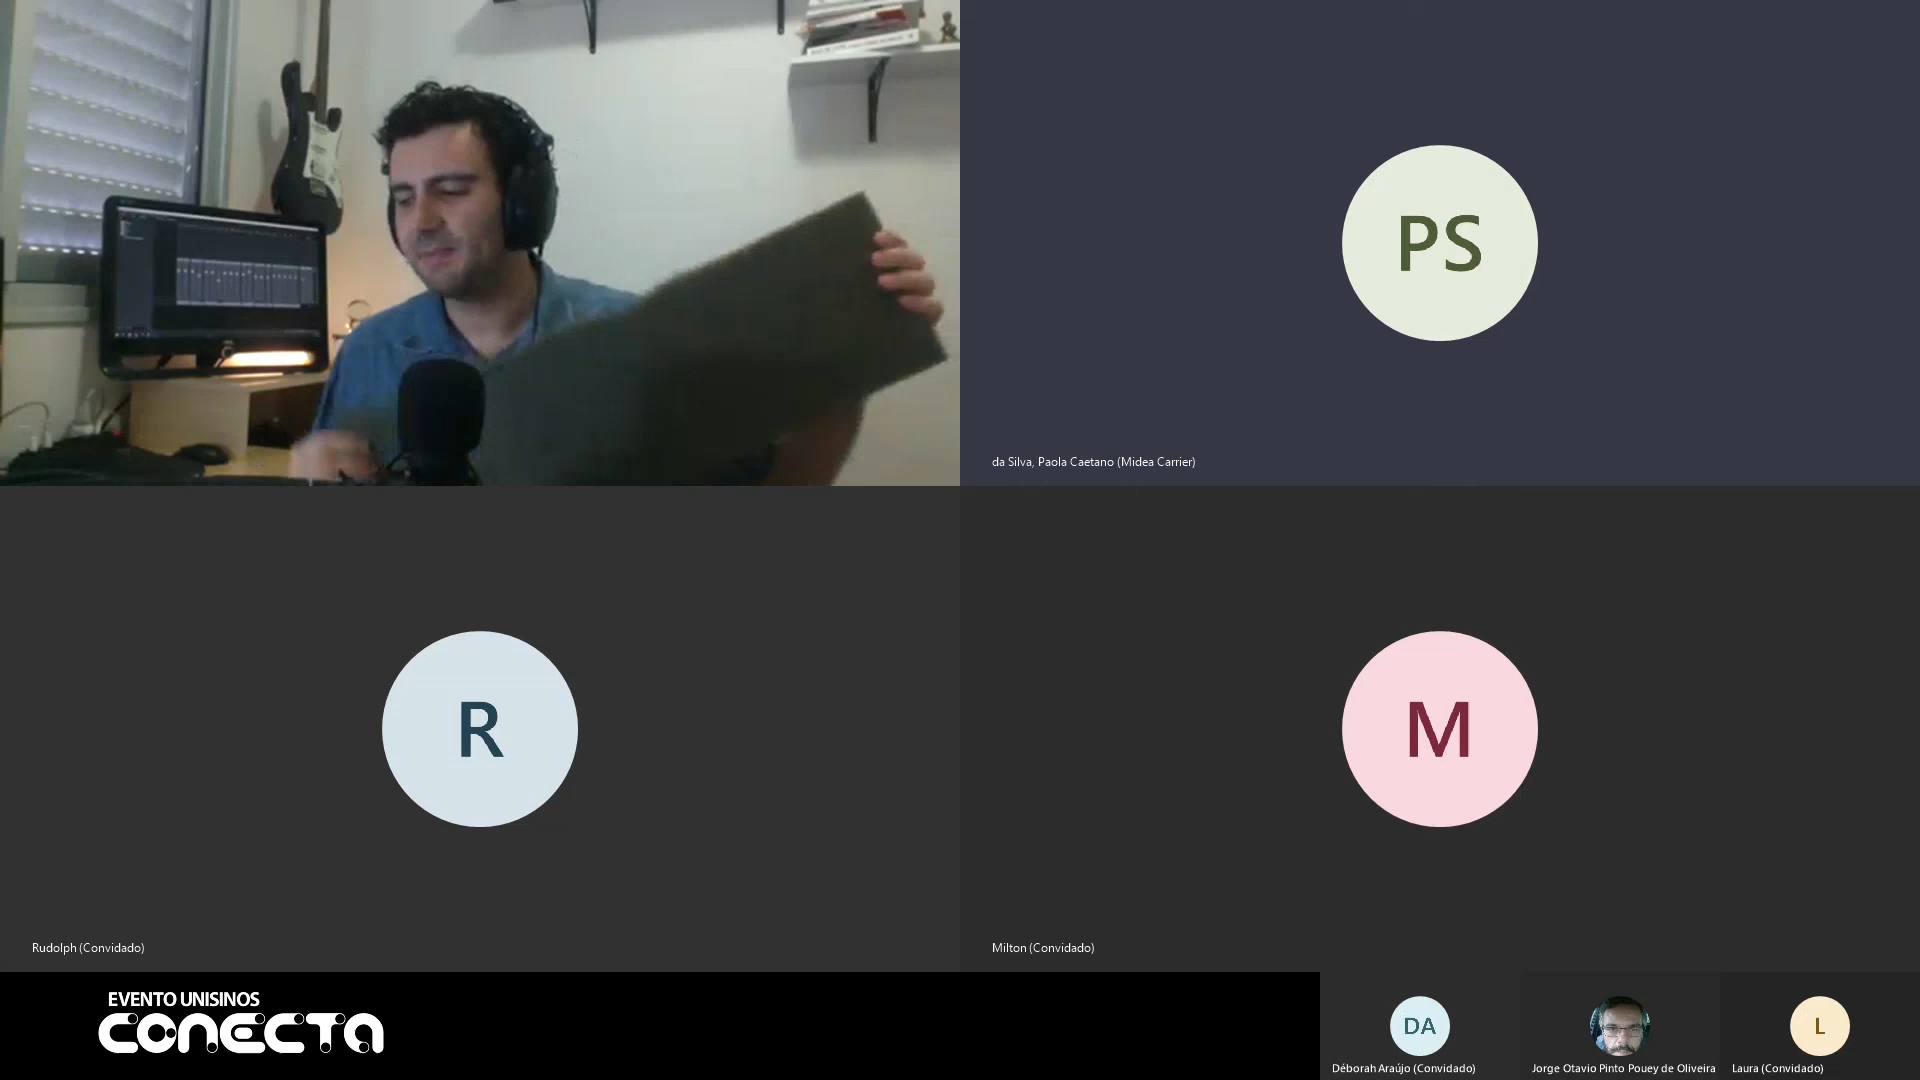 PS
da Silva, Paola Caetano (Midea Carrier)
R
M
Rudolph (Convidado)
Milton (Convidado)
EVENTO UNISINOS
CONECTA
DA
L
Déborah Araújo (Convidado)
Jorge Otavio Pinto Pouey de Oliveira
Laura (Convidado)